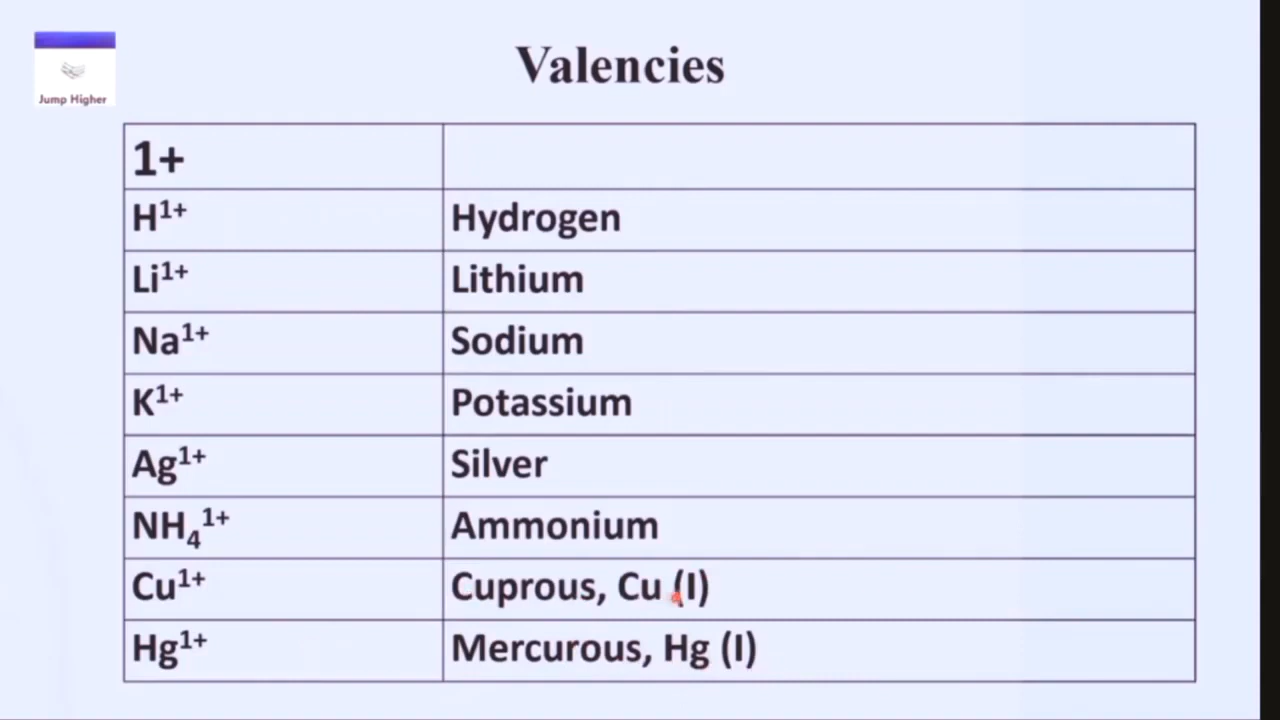 Jump Higher
Valencies
1+
H¹⁺ Hydrogen
Li¹⁺ Lithium
Na¹⁺ Sodium
K¹⁺ Potassium
Ag¹⁺ Silver
NH₄¹⁺ Ammonium
Cu¹⁺ Cuprous, Cu (I)
Hg¹⁺ Mercurous, Hg (I)